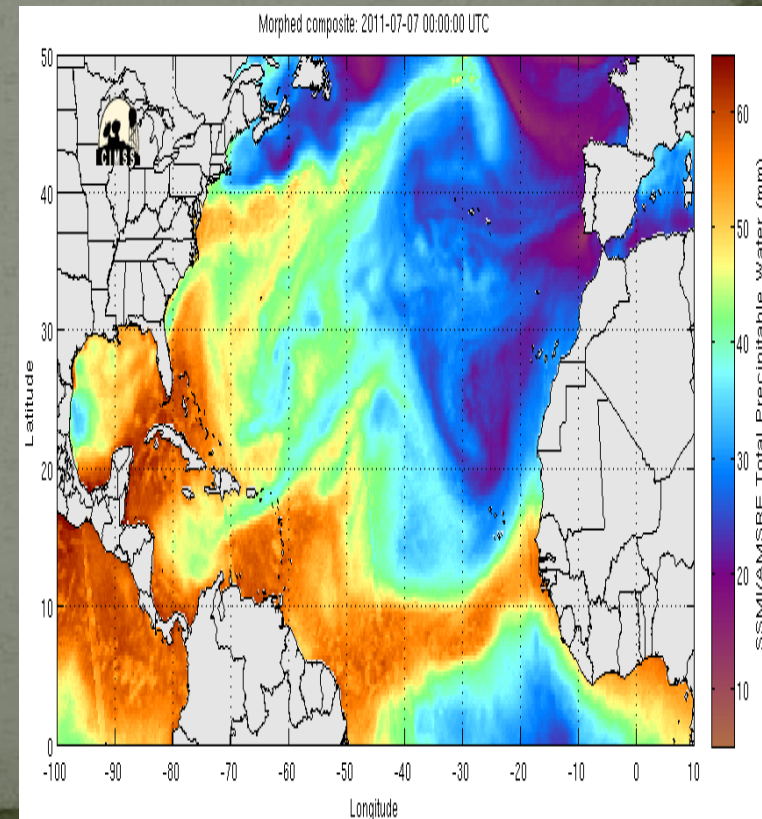 Morphed composite: 2011-07-07 00:00:00 UTC
50
40
30
20
10
0
Latitude
-100 -90 -80 -70 -60 -50 -40 -30 -20 -10 0 10
Longitude
CIMSS
60
50
40
30
20
10
SSMI/AMSRE Total Precipitable Water (mm)